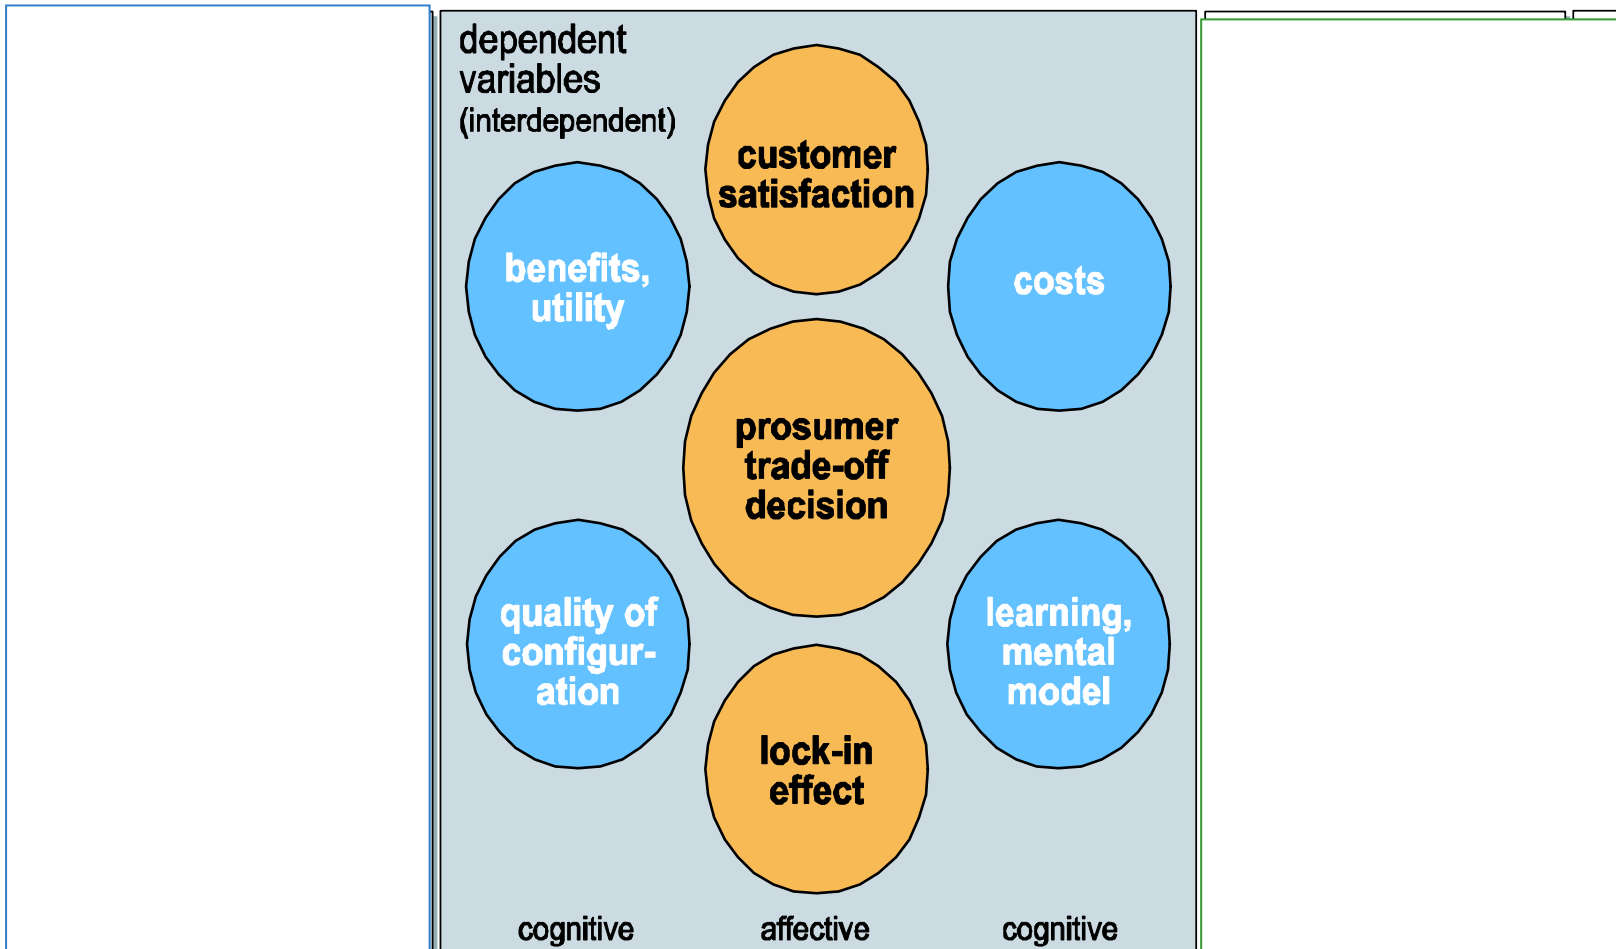 dependent
variables
(interdependent)
customer
satisfaction
benefits,
utility
costs
prosumer
trade-off
decision
quality of
configur-
ation
learning,
mental
model
lock-in
effect
cognitive
affective
cognitive